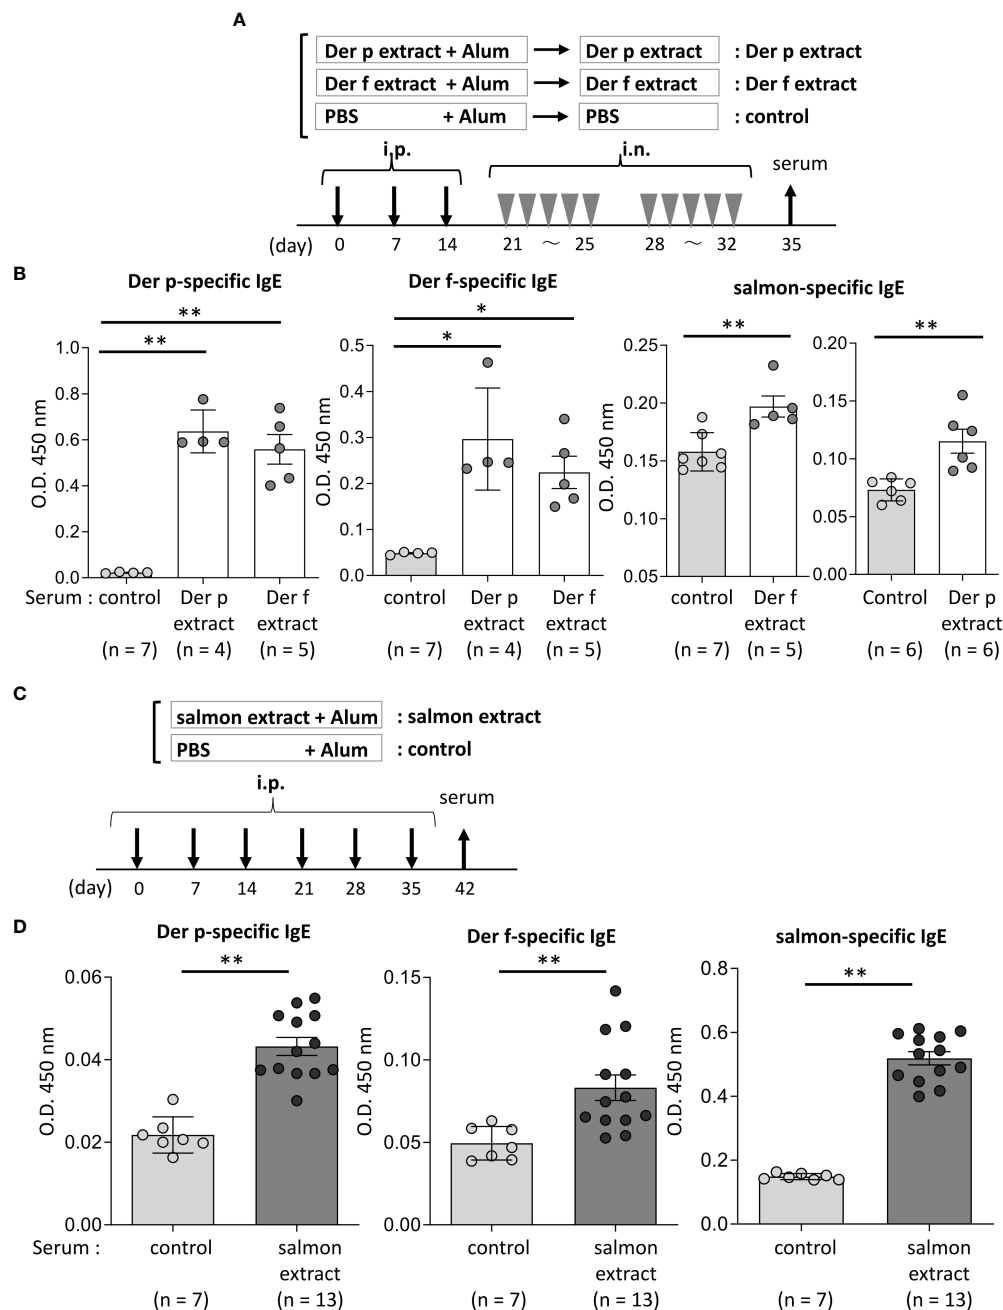 A
Der p extract + Alum Der p extract : Der p extract
Der f extract + Alum Der f extract : Der f extract
PBS + Alum PBS : control
i.p. i.n. serum
(day) 0 7 14 21 ～ 25 28 ～ 32 35
B
Der p-specific IgE Der f-specific IgE salmon-specific IgE
** ** * * ** **
O.D. 450 nm
1.0
0.8
0.6
0.4
0.2
0.0
O.D. 450 nm
0.5
0.4
0.3
0.2
0.1
0.0
O.D. 450 nm
0.25
0.20
0.15
0.10
0.05
0.20
0.15
0.10
0.05
0.00
Serum : control Der p Der f control Der p Der f control Der f Control Der p
extract extract extract extract extract extract
(n = 7) (n = 4) (n = 5) (n = 7) (n = 4) (n = 5) (n = 7) (n = 5) (n = 6) (n = 6)
C
salmon extract + Alum : salmon extract
PBS + Alum : control
i.p. serum
(day) 0 7 14 21 28 35 42
D
Der p-specific IgE Der f-specific IgE salmon-specific IgE
** ** **
O.D. 450 nm
0.06
0.04
0.02
0.00
O.D. 450 nm
0.15
0.10
0.05
0.00
O.D. 450 nm
0.8
0.6
0.4
0.2
0.0
Serum : control salmon control salmon control salmon
extract extract extract
(n = 7) (n = 13) (n = 7) (n = 13) (n = 7) (n = 13)